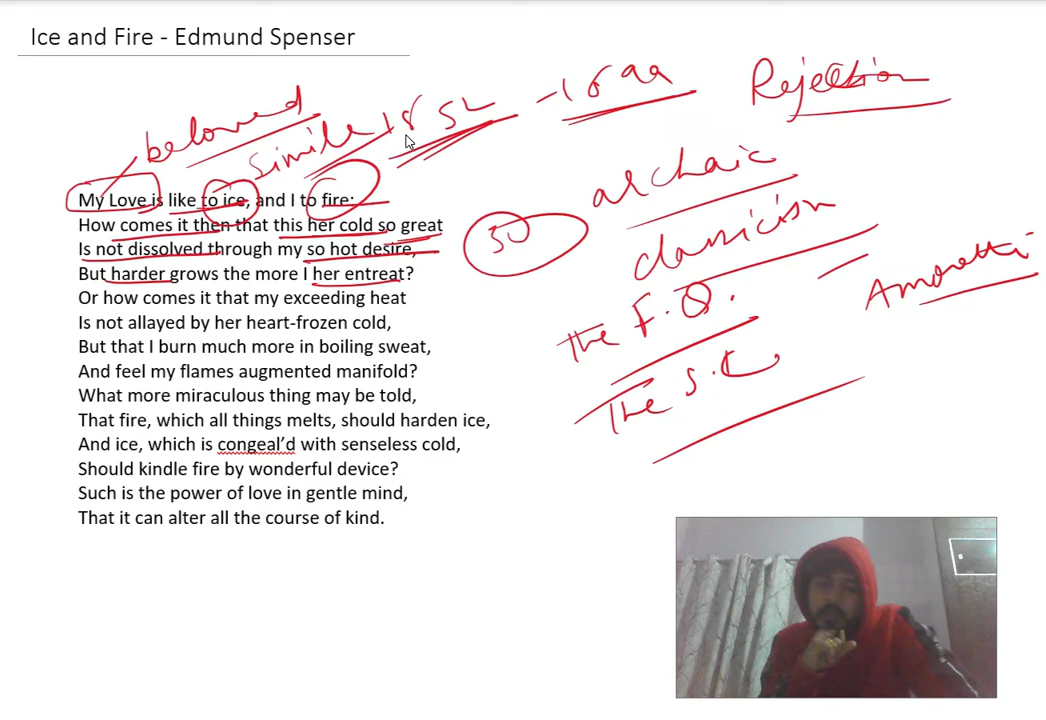 Ice and Fire - Edmund Spenser
beloved
Simile 1552 - 1599
Rejection
My Love is like to ice, and I to fire:
How comes it then that this her cold so great
Is not dissolved through my so hot desire,
But harder grows the more I her entreat?
Or how comes it that my exceeding heat
Is not allayed by her heart-frozen cold,
But that I burn much more in boiling sweat,
And feel my flames augmented manifold?
What more miraculous thing may be told,
That fire, which all things melts, should harden ice,
And ice, which is congeal’d with senseless cold,
Should kindle fire by wonderful device?
Such is the power of love in gentle mind,
That it can alter all the course of kind.
archaic
classicism
Amoretti
The F.Q.
The S.C